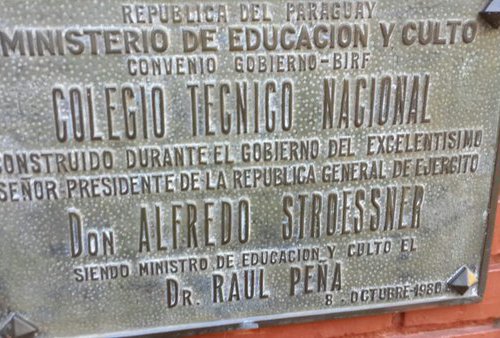 REPUBLICA DEL PARAGUAY
MINISTERIO DE EDUCACION Y CULTO
CONVENIO GOBIERNO-BIRF
COLEGIO TECNICO NACIONAL
CONSTRUIDO DURANTE EL GOBIERNO DEL EXCELENTISIMO
SEÑOR PRESIDENTE DE LA REPUBLICA GENERAL DE EJERCITO
DON ALFREDO STROESSNER
SIENDO MINISTRO DE EDUCACION Y CULTO EL
DR. RAUL PEÑA
8 - OCTUBRE - 1980